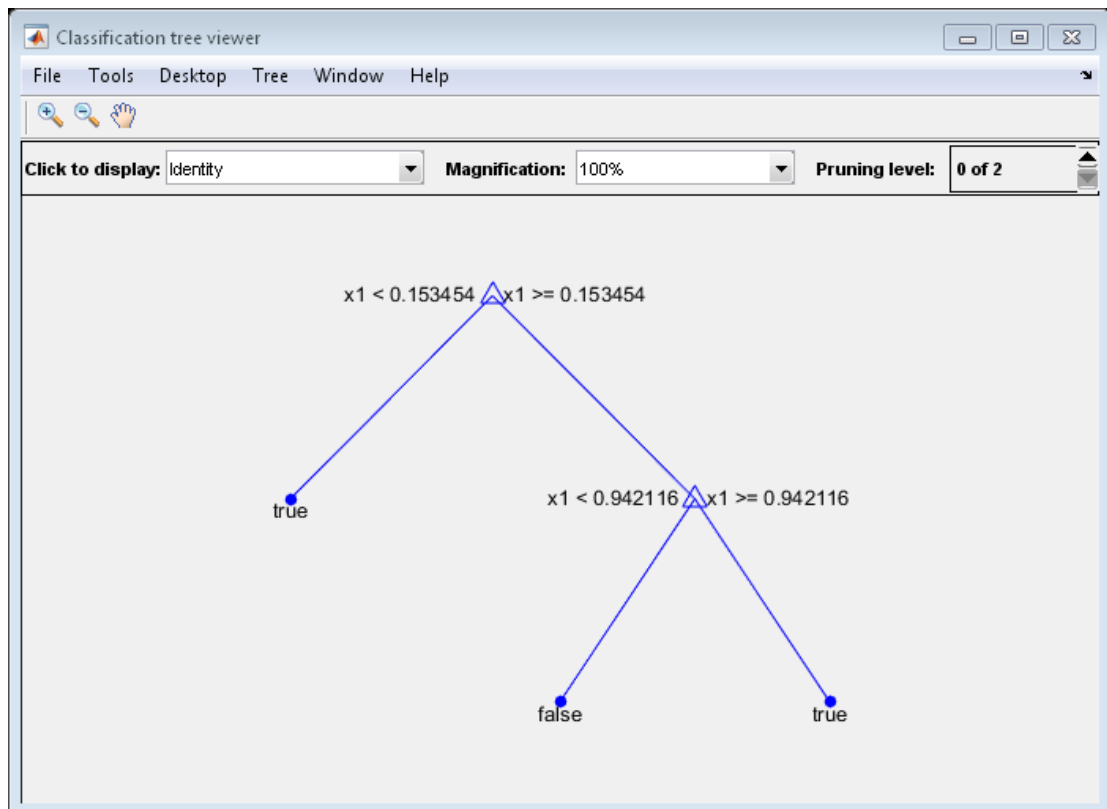 Classification tree viewer
File Tools Desktop Tree Window Help
Click to display: Identity Magnification: 100% Pruning level: 0 of 2
x1 < 0.153454 x1 >= 0.153454
true
x1 < 0.942116 x1 >= 0.942116
false true